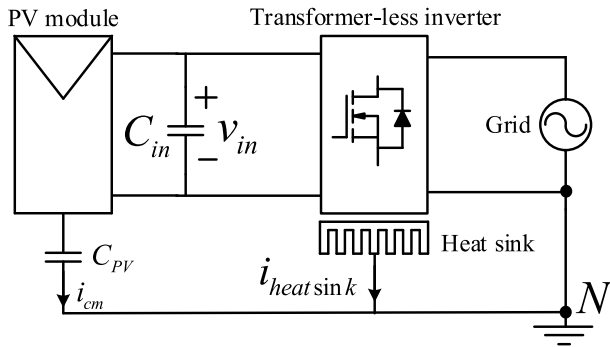 PV module
Transformer-less inverter
+
C_in
v_in
−
Grid
Heat sink
C_PV
i_cm
i_heat sink
N